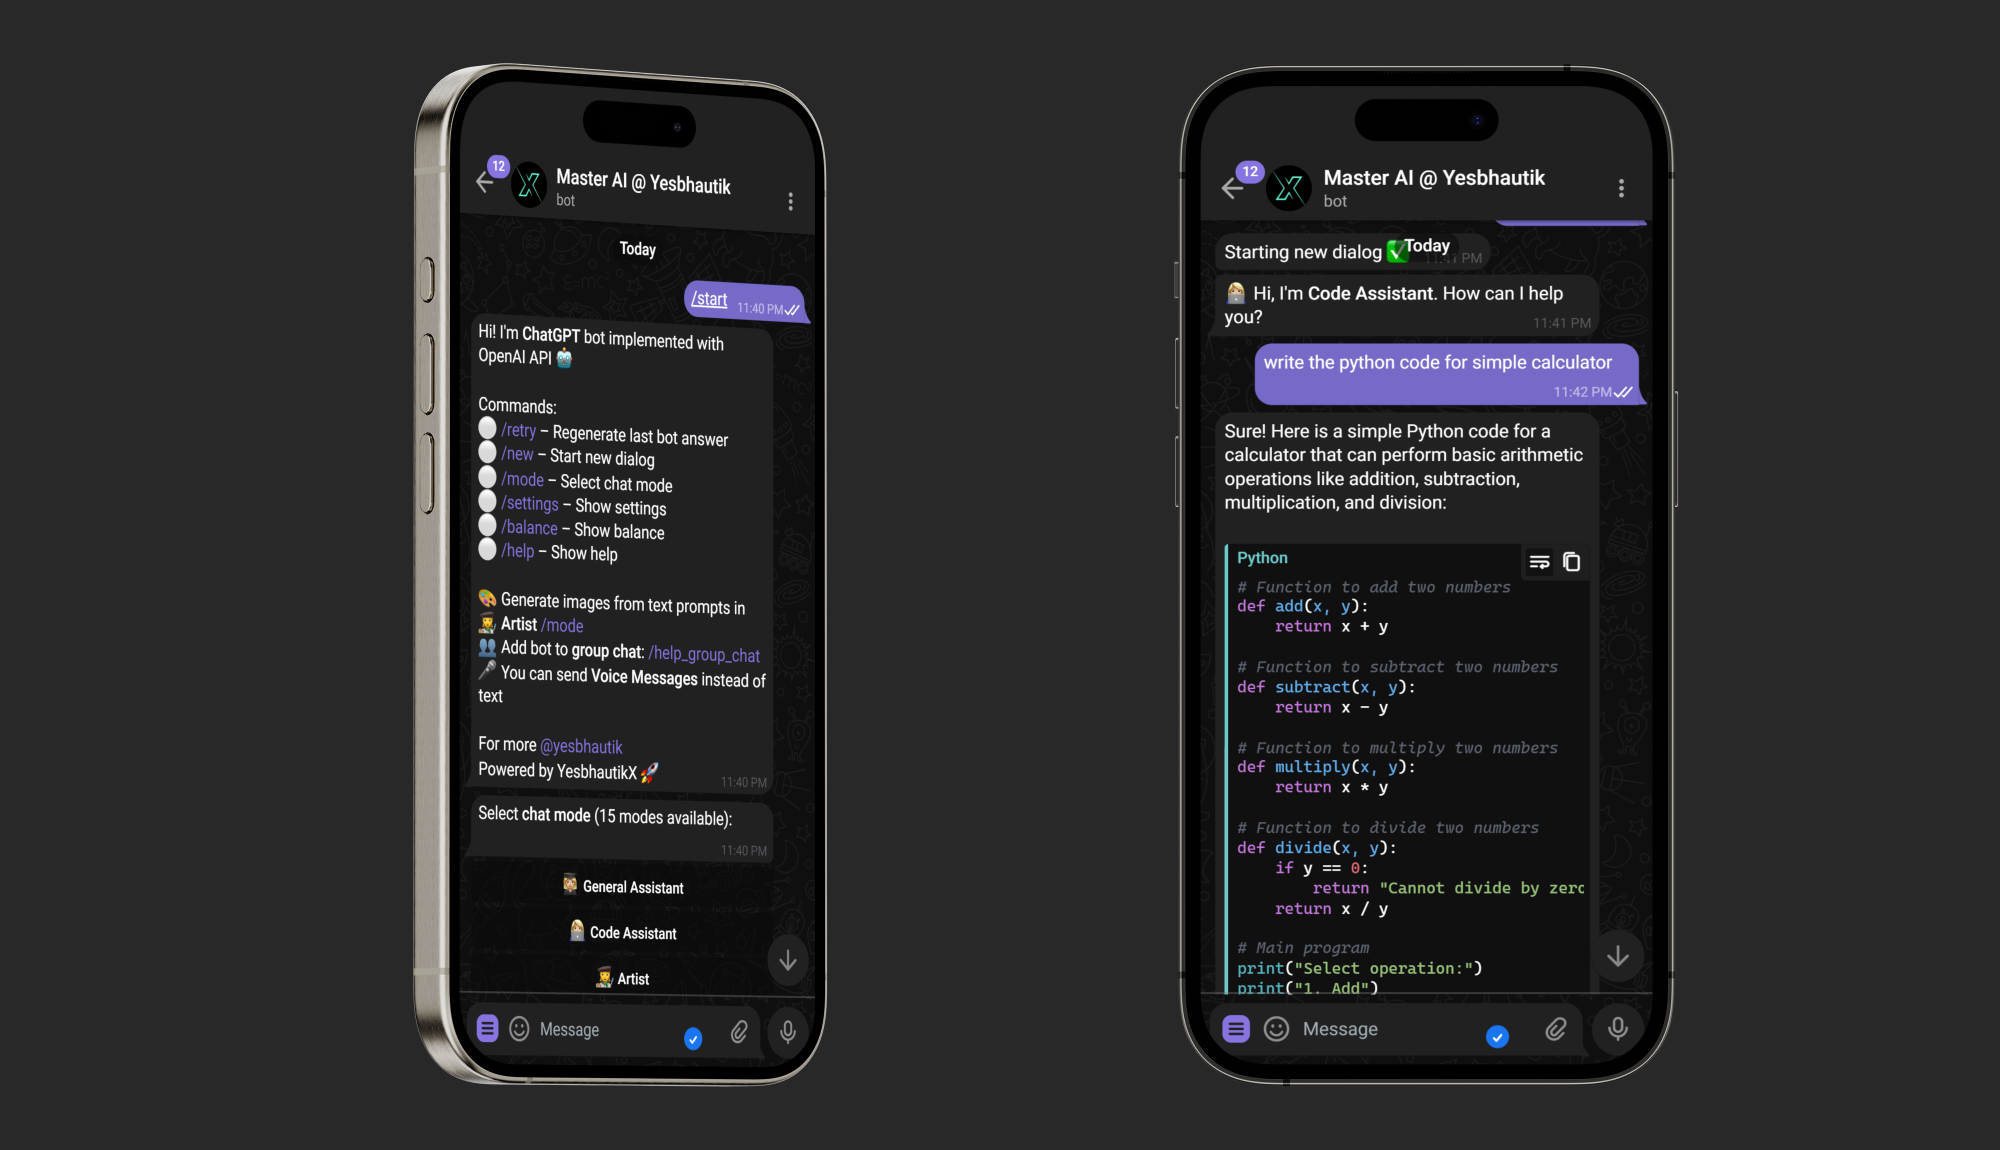 12
Master AI @ Yesbhautik
bot
Today
/start 11:40 PM
Hi! I'm ChatGPT bot implemented with
OpenAI API 🤖
Commands:
⚪ /retry – Regenerate last bot answer
⚪ /new – Start new dialog
⚪ /mode – Select chat mode
⚪ /settings – Show settings
⚪ /balance – Show balance
⚪ /help – Show help
🎨 Generate images from text prompts in
👩‍🎨 Artist /mode
👥 Add bot to group chat: /help_group_chat
🎤 You can send Voice Messages instead of
text
For more @yesbhautik
Powered by YesbhautikX 🚀
11:40 PM
Select chat mode (15 modes available):
11:40 PM
👩🏼‍🎓 General Assistant
👩🏼‍💻 Code Assistant
👩‍🎨 Artist
Message
12
Master AI @ Yesbhautik
bot
Today
Starting new dialog ✅ 11:41 PM
👩🏼‍💻 Hi, I'm Code Assistant. How can I help
you?
11:41 PM
write the python code for simple calculator
11:42 PM
Sure! Here is a simple Python code for a
calculator that can perform basic arithmetic
operations like addition, subtraction,
multiplication, and division:
Python
# Function to add two numbers
def add(x, y):
    return x + y
# Function to subtract two numbers
def subtract(x, y):
    return x - y
# Function to multiply two numbers
def multiply(x, y):
    return x * y
# Function to divide two numbers
def divide(x, y):
    if y == 0:
        return "Cannot divide by zero
    return x / y
# Main program
print("Select operation:")
print("1. Add")
Message